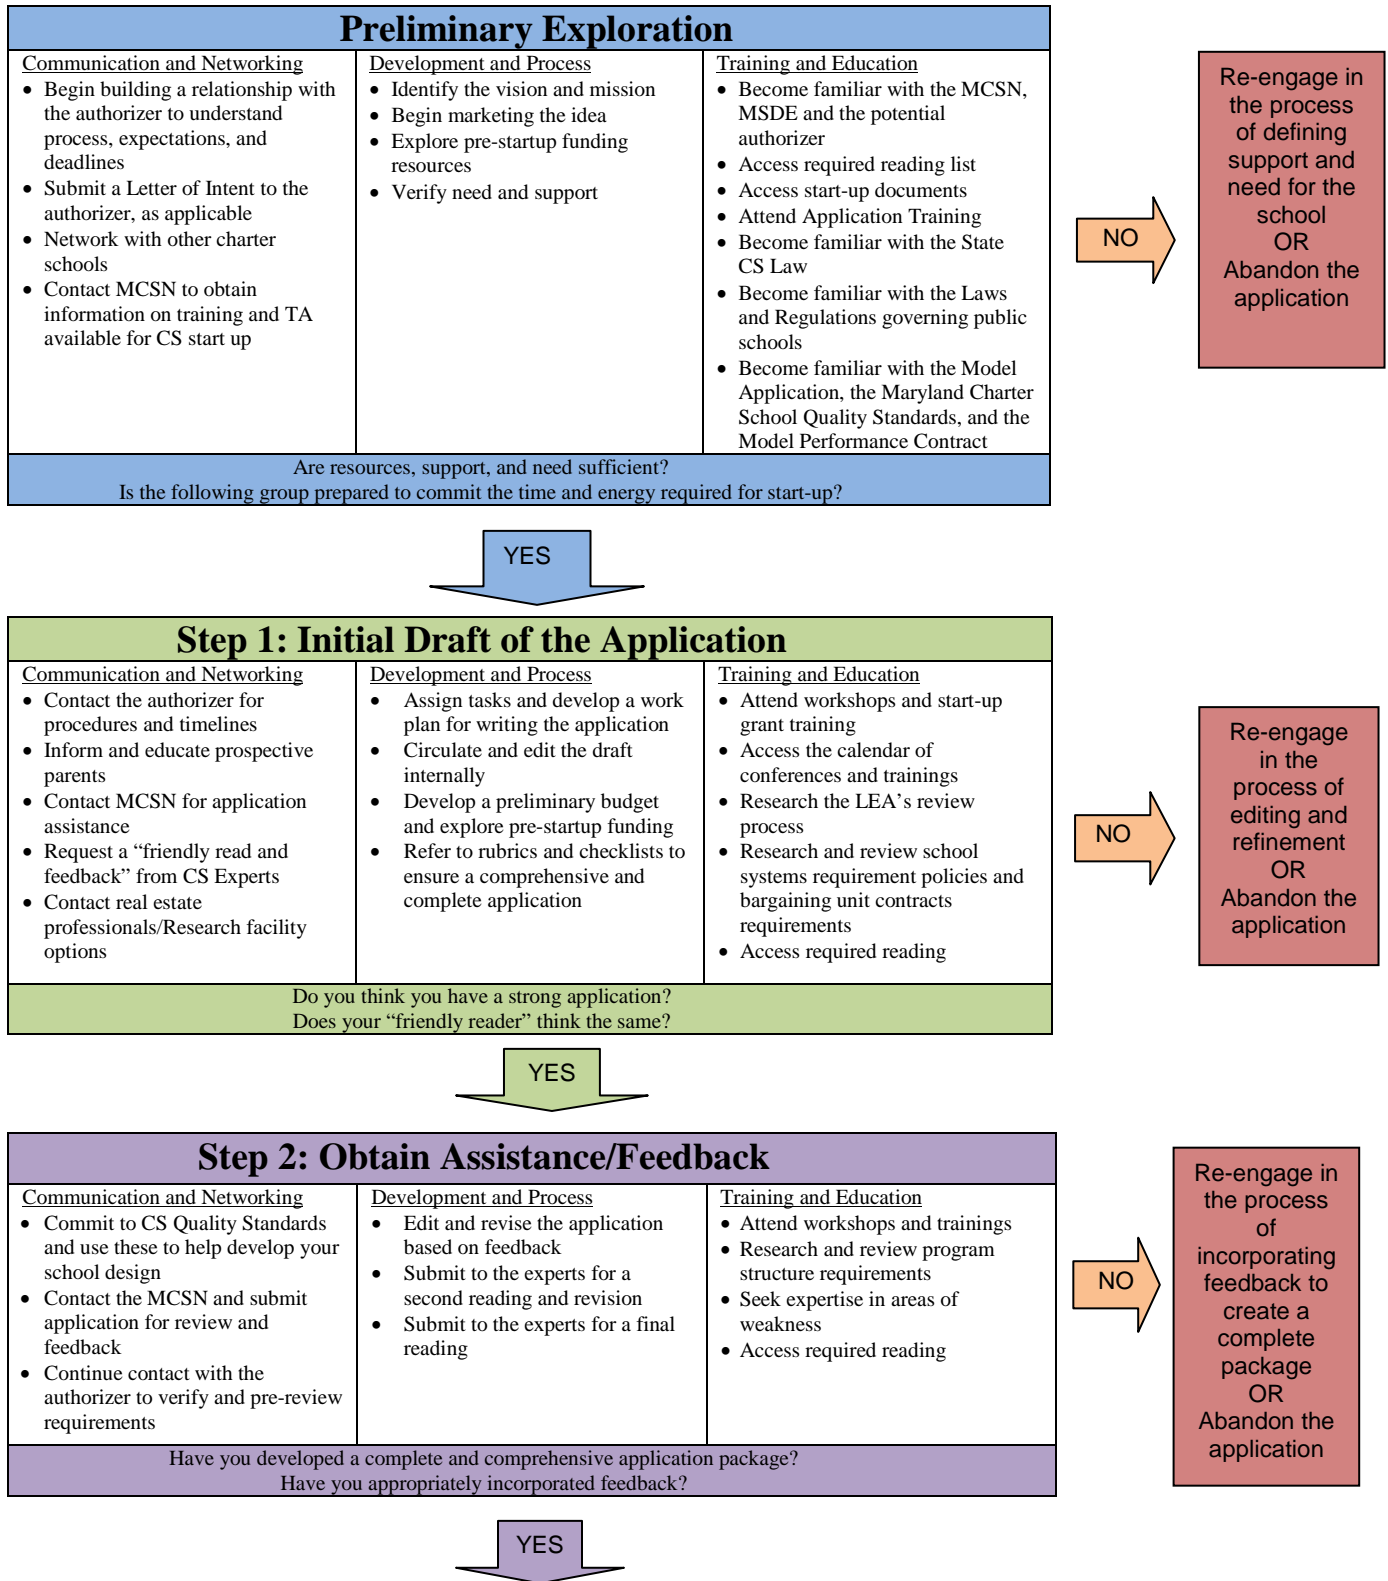 Preliminary Exploration
Communication and Networking
• Begin building a relationship with
the authorizer to understand
process, expectations, and
deadlines
• Submit a Letter of Intent to the
authorizer, as applicable
• Network with other charter
schools
• Contact MCSN to obtain
information on training and TA
available for CS start up
Development and Process
• Identify the vision and mission
• Begin marketing the idea
• Explore pre-startup funding
resources
• Verify need and support
Training and Education
• Become familiar with the MCSN,
MSDE and the potential
authorizer
• Access required reading list
• Access start-up documents
• Attend Application Training
• Become familiar with the State
CS Law
• Become familiar with the Laws
and Regulations governing public
schools
• Become familiar with the Model
Application, the Maryland Charter
School Quality Standards, and the
Model Performance Contract
Are resources, support, and need sufficient?
Is the following group prepared to commit the time and energy required for start-up?
NO
Re-engage in
the process
of defining
support and
need for the
school
OR
Abandon the
application
YES
Step 1: Initial Draft of the Application
Communication and Networking
• Contact the authorizer for
procedures and timelines
• Inform and educate prospective
parents
• Contact MCSN for application
assistance
• Request a “friendly read and
feedback” from CS Experts
• Contact real estate
professionals/Research facility
options
Development and Process
• Assign tasks and develop a work
plan for writing the application
• Circulate and edit the draft
internally
• Develop a preliminary budget
and explore pre-startup funding
• Refer to rubrics and checklists to
ensure a comprehensive and
complete application
Training and Education
• Attend workshops and start-up
grant training
• Access the calendar of
conferences and trainings
• Research the LEA’s review
process
• Research and review school
systems requirement policies and
bargaining unit contracts
requirements
• Access required reading
Do you think you have a strong application?
Does your “friendly reader” think the same?
NO
Re-engage
in the
process of
editing and
refinement
OR
Abandon the
application
YES
Step 2: Obtain Assistance/Feedback
Communication and Networking
• Commit to CS Quality Standards
and use these to help develop your
school design
• Contact the MCSN and submit
application for review and
feedback
• Continue contact with the
authorizer to verify and pre-review
requirements
Development and Process
• Edit and revise the application
based on feedback
• Submit to the experts for a
second reading and revision
• Submit to the experts for a final
reading
Training and Education
• Attend workshops and trainings
• Research and review program
structure requirements
• Seek expertise in areas of
weakness
• Access required reading
Have you developed a complete and comprehensive application package?
Have you appropriately incorporated feedback?
NO
Re-engage in
the process
of
incorporating
feedback to
create a
complete
package
OR
Abandon the
application
YES